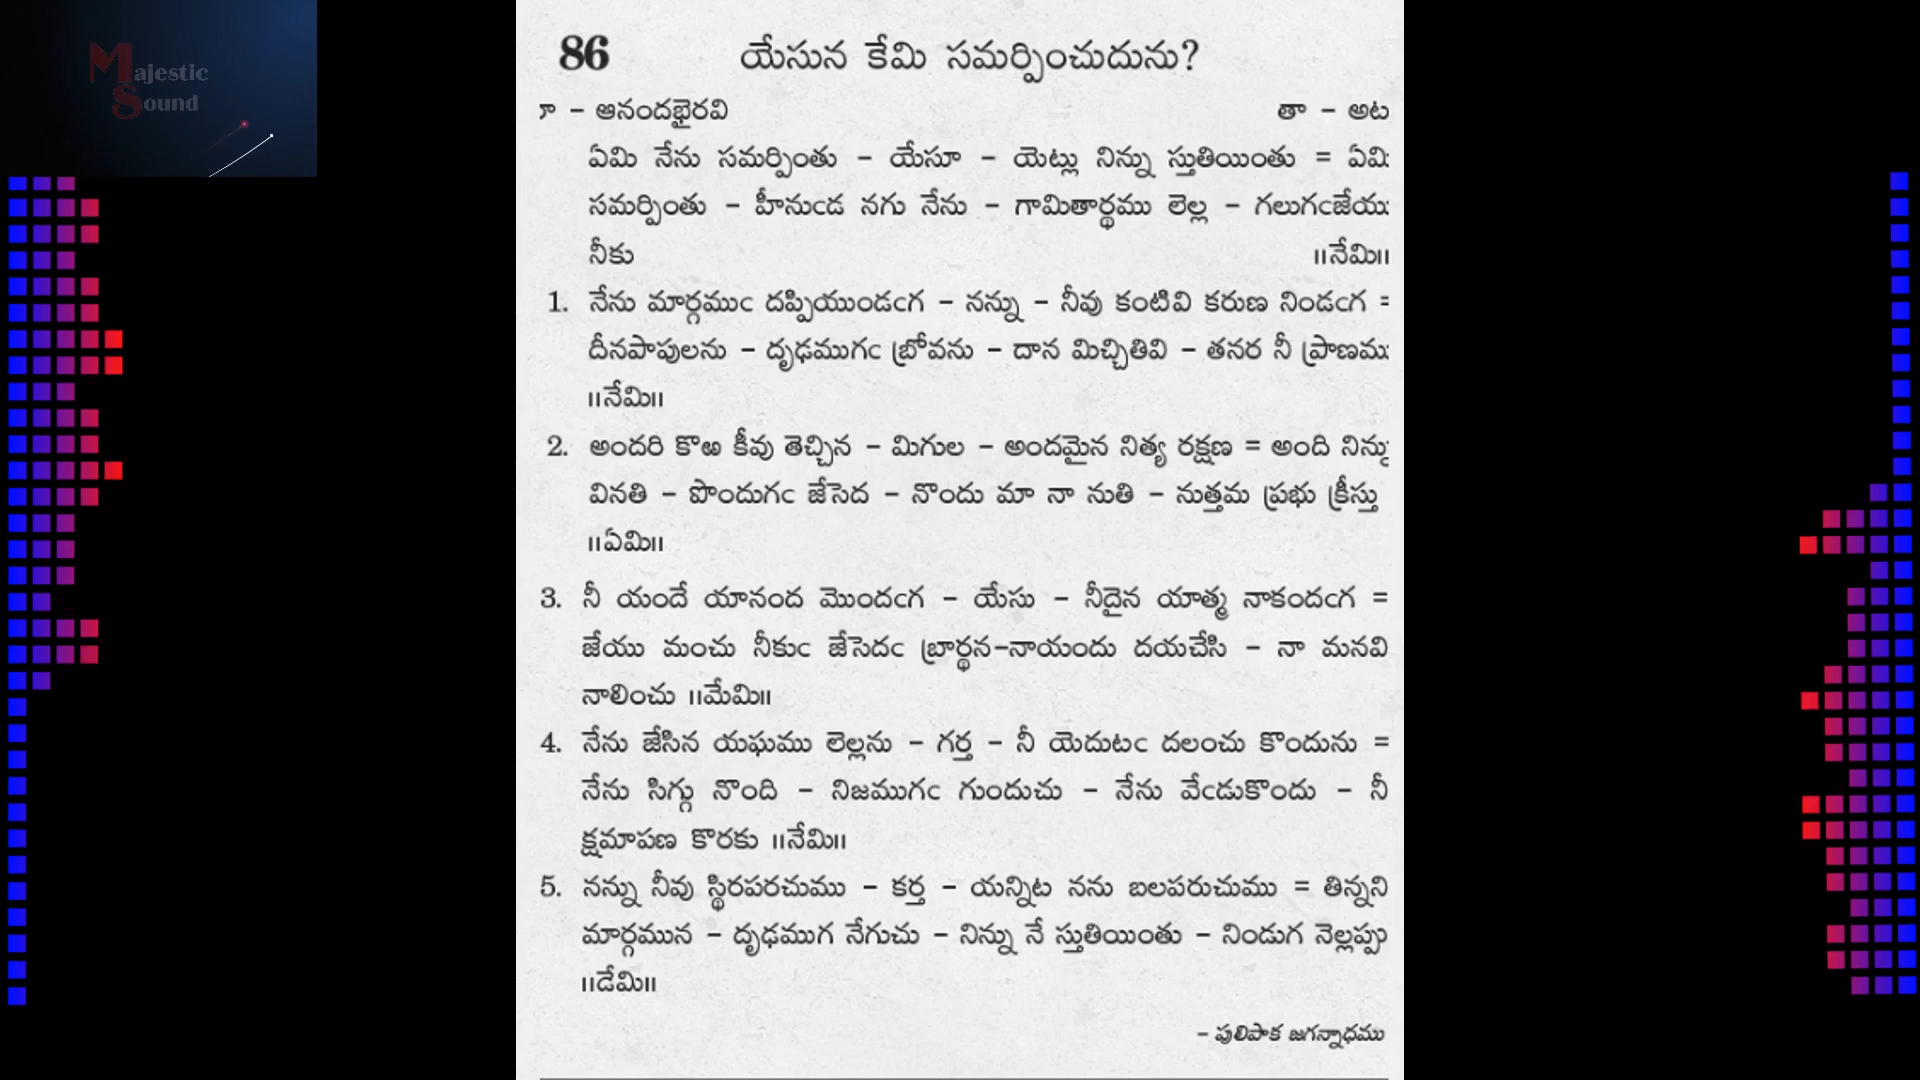 Majestic
Sound
86 యేసున కేమి సమర్పించుదును?
– ఆనందభైరవి తా – అట
ఏమి నేను సమర్పింతు – యేసూ – యెట్లు నిన్ను స్తుతియింతు = ఏమి
సమర్పింతు – హీనుఁడ నగు నేను – గామితార్థము లెల్ల – గలుగఁజేయు
నీకు ॥నేమి॥
1. నేను మార్గముఁ దప్పియుండఁగ – నన్ను – నీవు కంటివి కరుణ నిండఁగ =
దీనపాపులను – దృఢముగఁ బ్రోవను – దాన మిచ్చితివి – తనర నీ ప్రాణము
॥నేమి॥
2. అందరి కొఱ కీవు తెచ్చిన – మిగుల – అందమైన నిత్య రక్షణ = అంది నిన్ను
వినతి – పొందుగఁ జేసెద – నొందు మా నా నుతి – నుత్తమ ప్రభు క్రీస్తు
॥ఏమి॥
3. నీ యందే యానంద మొందఁగ – యేసు – నీదైన యాత్మ నాకందఁగ =
జేయు మంచు నీకుఁ జేసెదఁ బ్రార్థన-నాయందు దయచేసి – నా మనవి
నాలించు ॥మేమి॥
4. నేను జేసిన యఘము లెల్లను – గర్త – నీ యెదుటఁ దలంచు కొందును =
నేను సిగ్గు నొంది – నిజముగఁ గుందుచు – నేను వేఁడుకొందు – నీ
క్షమాపణ కొరకు ॥నేమి॥
5. నన్ను నీవు స్థిరపరచుము – కర్త – యన్నిట నను బలపరుచుము = తిన్నని
మార్గమున – దృఢముగ నేగుచు – నిన్ను నే స్తుతియింతు – నిండుగ నెల్లప్పు
॥డేమి॥
– పులిపాక జగన్నాధము